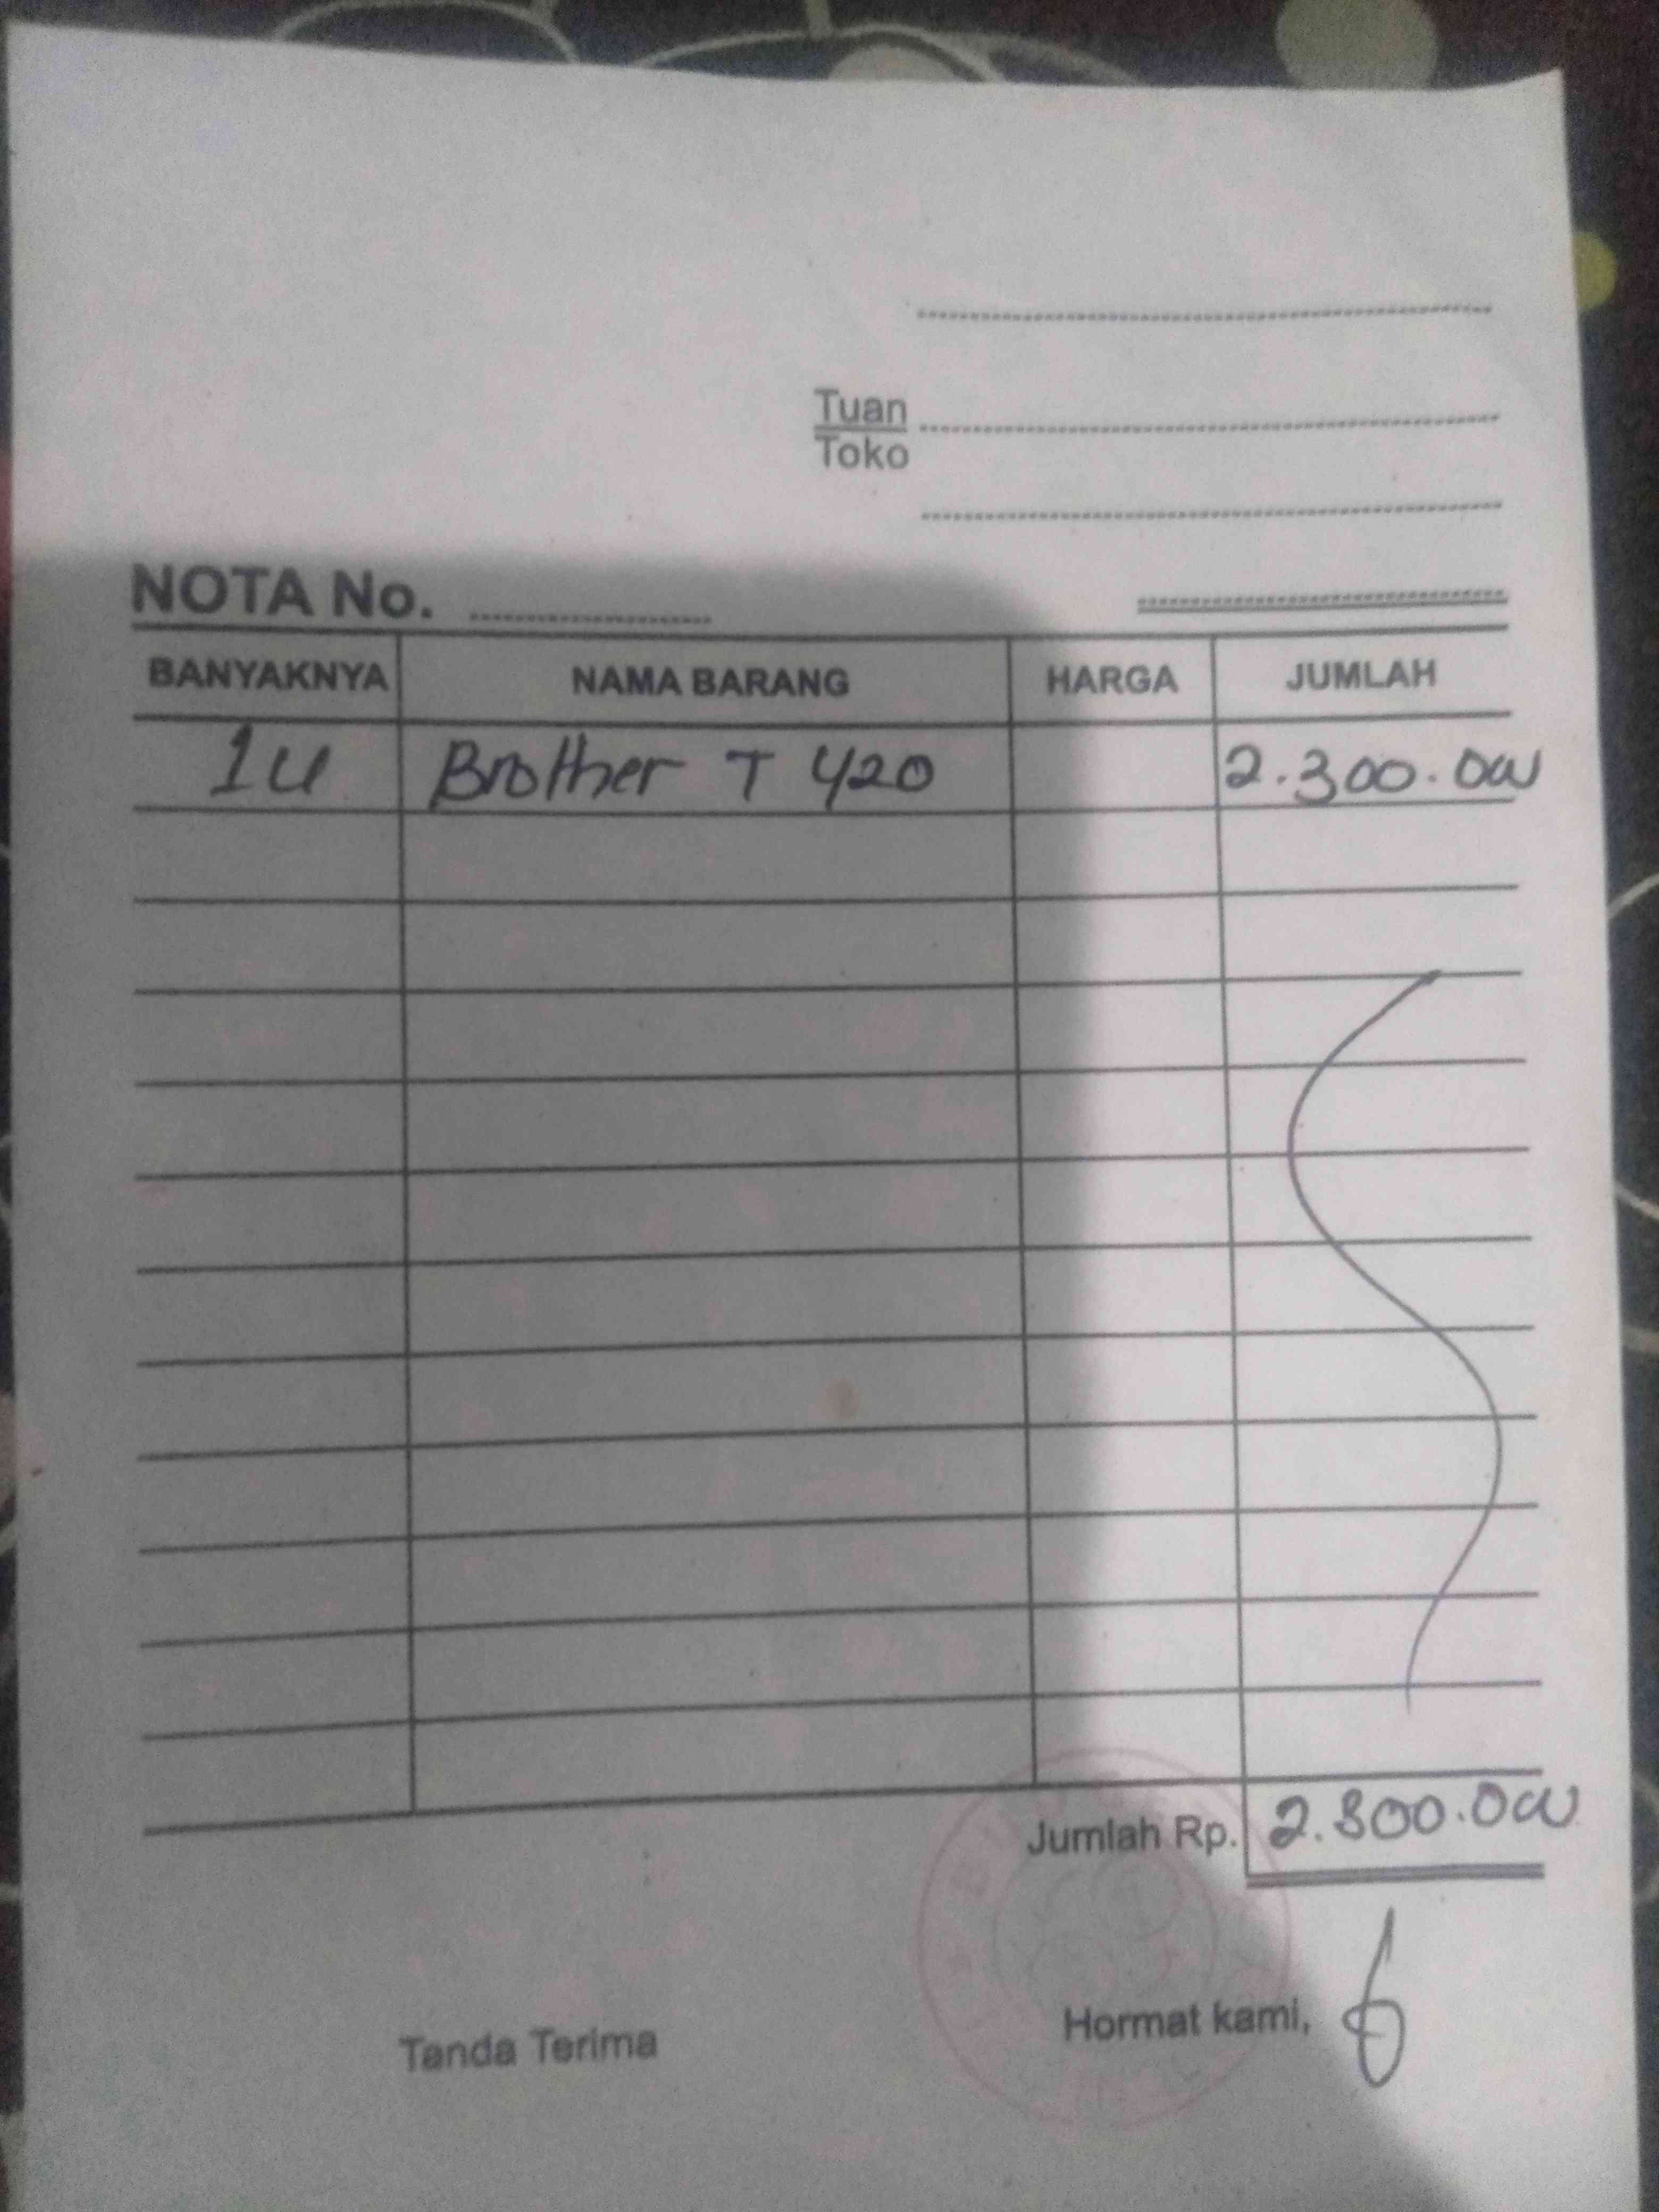 Tuan
Toko
NOTA No.
BANYAKNYA NAMA BARANG HARGA JUMLAH
1 U Brother T 420 2.300.000
Jumlah Rp. 2.300.000
Tanda Terima Hormat kami,